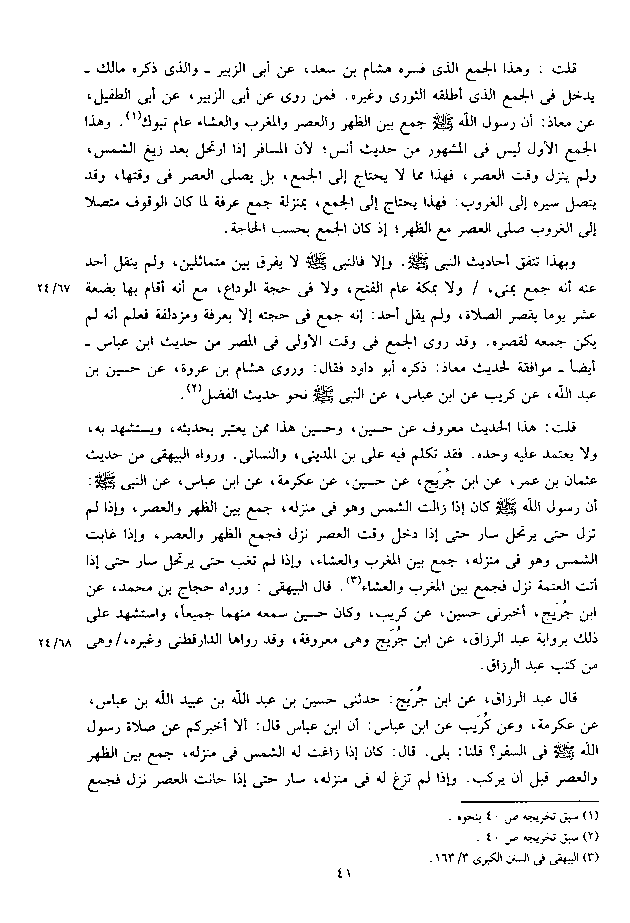 قلت : وهذا الجمع الذى فسره هشام بن سعد، عن أبى الزبير ـ والذى ذكره مالك ـ
يدخل فى الجمع الذى أطلقه الثورى وغيره. فمن روى عن أبى الزبير، عن أبى الطفيل،
عن معاذ: أن رسول الله ﷺ جمع بين الظهر والعصر والمغرب والعشاء عام تبوك(١). وهذا
الجمع الأول ليس فى المشهور من حديث أنس؛ لأن المسافر إذا ارتحل بعد زيغ الشمس،
ولم ينزل وقت العصر، فهذا مما لا يحتاج إلى الجمع، بل يصلى العصر فى وقتها، وقد
يتصل سيره إلى الغروب: فهذا يحتاج إلى الجمع، بمنزلة جمع عرفة لما كان الوقوف متصلا
إلى الغروب صلى العصر مع الظهر؛ إذ كان الجمع بحسب الحاجة.
وبهذا تتفق أحاديث النبى ﷺ. وإلا فالنبى ﷺ لا يفرق بين متماثلين، ولم ينقل أحد
عنه أنه جمع بمنى، / ولا بمكة عام الفتح، ولا فى حجة الوداع، مع أنه أقام بها بضعة ٢٤/٦٧
عشر يوما يقصر الصلاة، ولم يقل أحد: إنه جمع فى حجته إلا بعرفة ومزدلفة فعلم أنه لم
يكن جمعه لقصره. وقد روى الجمع فى وقت الأولى فى المصر من حديث ابن عباس ـ
أيضا ـ موافقة لحديث معاذ: ذكره أبو داود فقال: وروى هشام بن عروة، عن حسين بن
عبد الله، عن كريب عن ابن عباس، عن النبى ﷺ نحو حديث الفضل(٢).
قلت: هذا الحديث معروف عن حسين، وحسين هذا ممن يعتبر بحديثه، ويستشهد به،
ولا يعتمد عليه وحده. فقد تكلم فيه على بن المدينى، والنسائى. ورواه البيهقى من حديث
عثمان بن عمر، عن ابن جُرَيج، عن حسين، عن عكرمة، عن ابن عباس، عن النبى ﷺ:
أن رسول الله ﷺ كان إذا زالت الشمس وهو فى منزله، جمع بين الظهر والعصر، وإذا لم
تزل حتى يرتحل سار حتى إذا دخل وقت العصر نزل فجمع الظهر والعصر، وإذا غابت
الشمس وهو فى منزله، جمع بين المغرب والعشاء، وإذا لم تغب حتى يرتحل سار حتى إذا
أتت العتمة نزل فجمع بين المغرب والعشاء(٣). قال البيهقى : ورواه حجاج بن محمد، عن
ابن جُرَيج، أخبرنى حسين، عن كريب، وكان حسين سمعه منهما جميعاً، واستشهد على
ذلك برواية عبد الرزاق، عن ابن جُرَيج وهى معروفة، وقد رواها الدارقطنى وغيره،/ وهى ٢٤/٦٨
من كتب عبد الرزاق.
قال عبد الرزاق، عن ابن جُرَيج: حدثنى حسين بن عبد الله بن عبيد الله بن عباس،
عن عكرمة، وعن كُرَيب عن ابن عباس: أن ابن عباس قال: ألا أخبركم عن صلاة رسول
الله ﷺ فى السفر؟ قلنا: بلى. قال: كان إذا زاغت له الشمس فى منزله، جمع بين الظهر
والعصر قبل أن يركب. وإذا لم تزغ له فى منزله، سار حتى إذا حانت العصر نزل فجمع
(١) سبق تخريجه ص ٤٠ بنحوه .
(٢) سبق تخريجه ص ٤٠ .
(٣) البيهقى فى السنن الكبرى ٣/ ١٦٣.
٤١